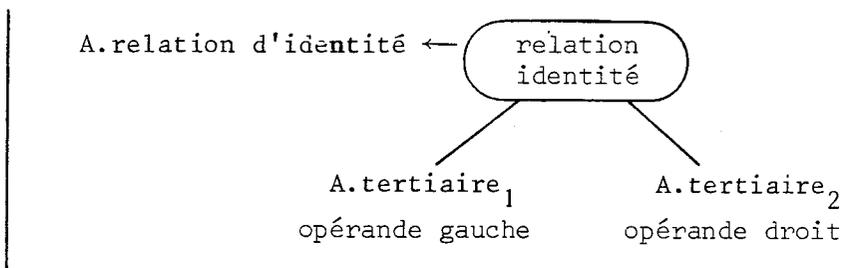 A.relation d'identité ← relation
identité
A.tertiaire1 A.tertiaire2
opérande gauche opérande droit